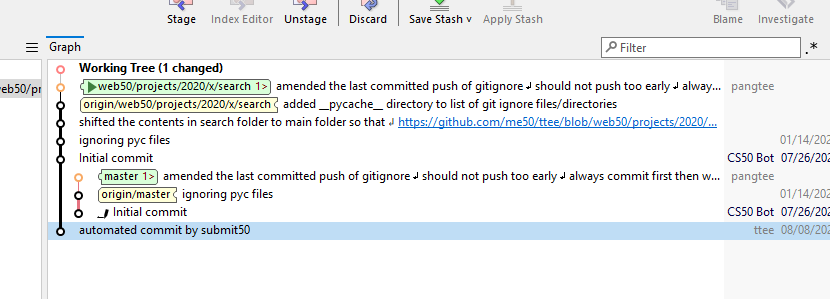 Stage Index Editor Unstage Discard Save Stash Apply Stash Blame Investigate
Graph
Filter .*
Working Tree (1 changed)
web50/projects/2020/x/search 1> amended the last committed push of gitignore ↲ should not push too early ↲ alway... pangtee
web50/pr
origin/web50/projects/2020/x/search added __pycache__ directory to list of git ignore files/directories
shifted the contents in search folder to main folder so that ↲ https://github.com/me50/ttee/blob/web50/projects/2020/...
ignoring pyc files 01/14/202
Initial commit CS50 Bot 07/26/202
master 1> amended the last committed push of gitignore ↲ should not push too early ↲ always commit first then w... pangtee
origin/master ignoring pyc files 01/14/202
Initial commit CS50 Bot 07/26/202
automated commit by submit50 ttee 08/08/202